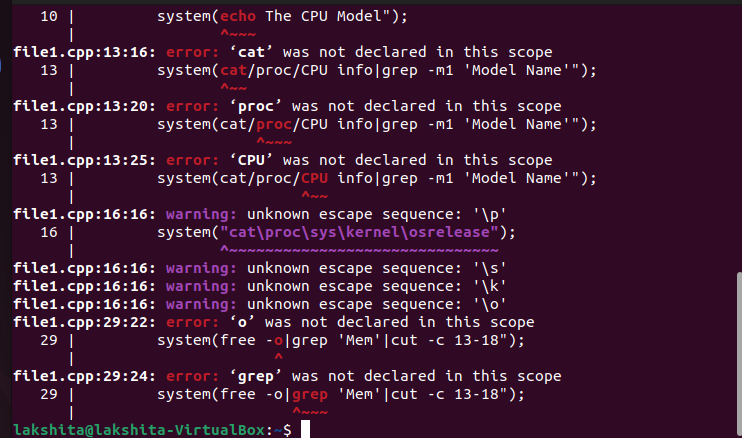 10 |         system(echo The CPU Model");
|                ^~~~
file1.cpp:13:16: error: ‘cat’ was not declared in this scope
13 |         system(cat/proc/CPU info|grep -m1 'Model Name'");
|                ^~~
file1.cpp:13:20: error: ‘proc’ was not declared in this scope
13 |         system(cat/proc/CPU info|grep -m1 'Model Name'");
|                    ^~~~
file1.cpp:13:25: error: ‘CPU’ was not declared in this scope
13 |         system(cat/proc/CPU info|grep -m1 'Model Name'");
|                         ^~~
file1.cpp:16:16: warning: unknown escape sequence: '\p'
16 |         system("cat\proc\sys\kernel\osrelease");
|                ^~~~~~~~~~~~~~~~~~~~~~~~~~~~~~~
file1.cpp:16:16: warning: unknown escape sequence: '\s'
file1.cpp:16:16: warning: unknown escape sequence: '\k'
file1.cpp:16:16: warning: unknown escape sequence: '\o'
file1.cpp:29:22: error: ‘o’ was not declared in this scope
29 |         system(free -o|grep 'Mem'|cut -c 13-18");
|                      ^
file1.cpp:29:24: error: ‘grep’ was not declared in this scope
29 |         system(free -o|grep 'Mem'|cut -c 13-18");
|                        ^~~~
lakshita@lakshita-VirtualBox:~$